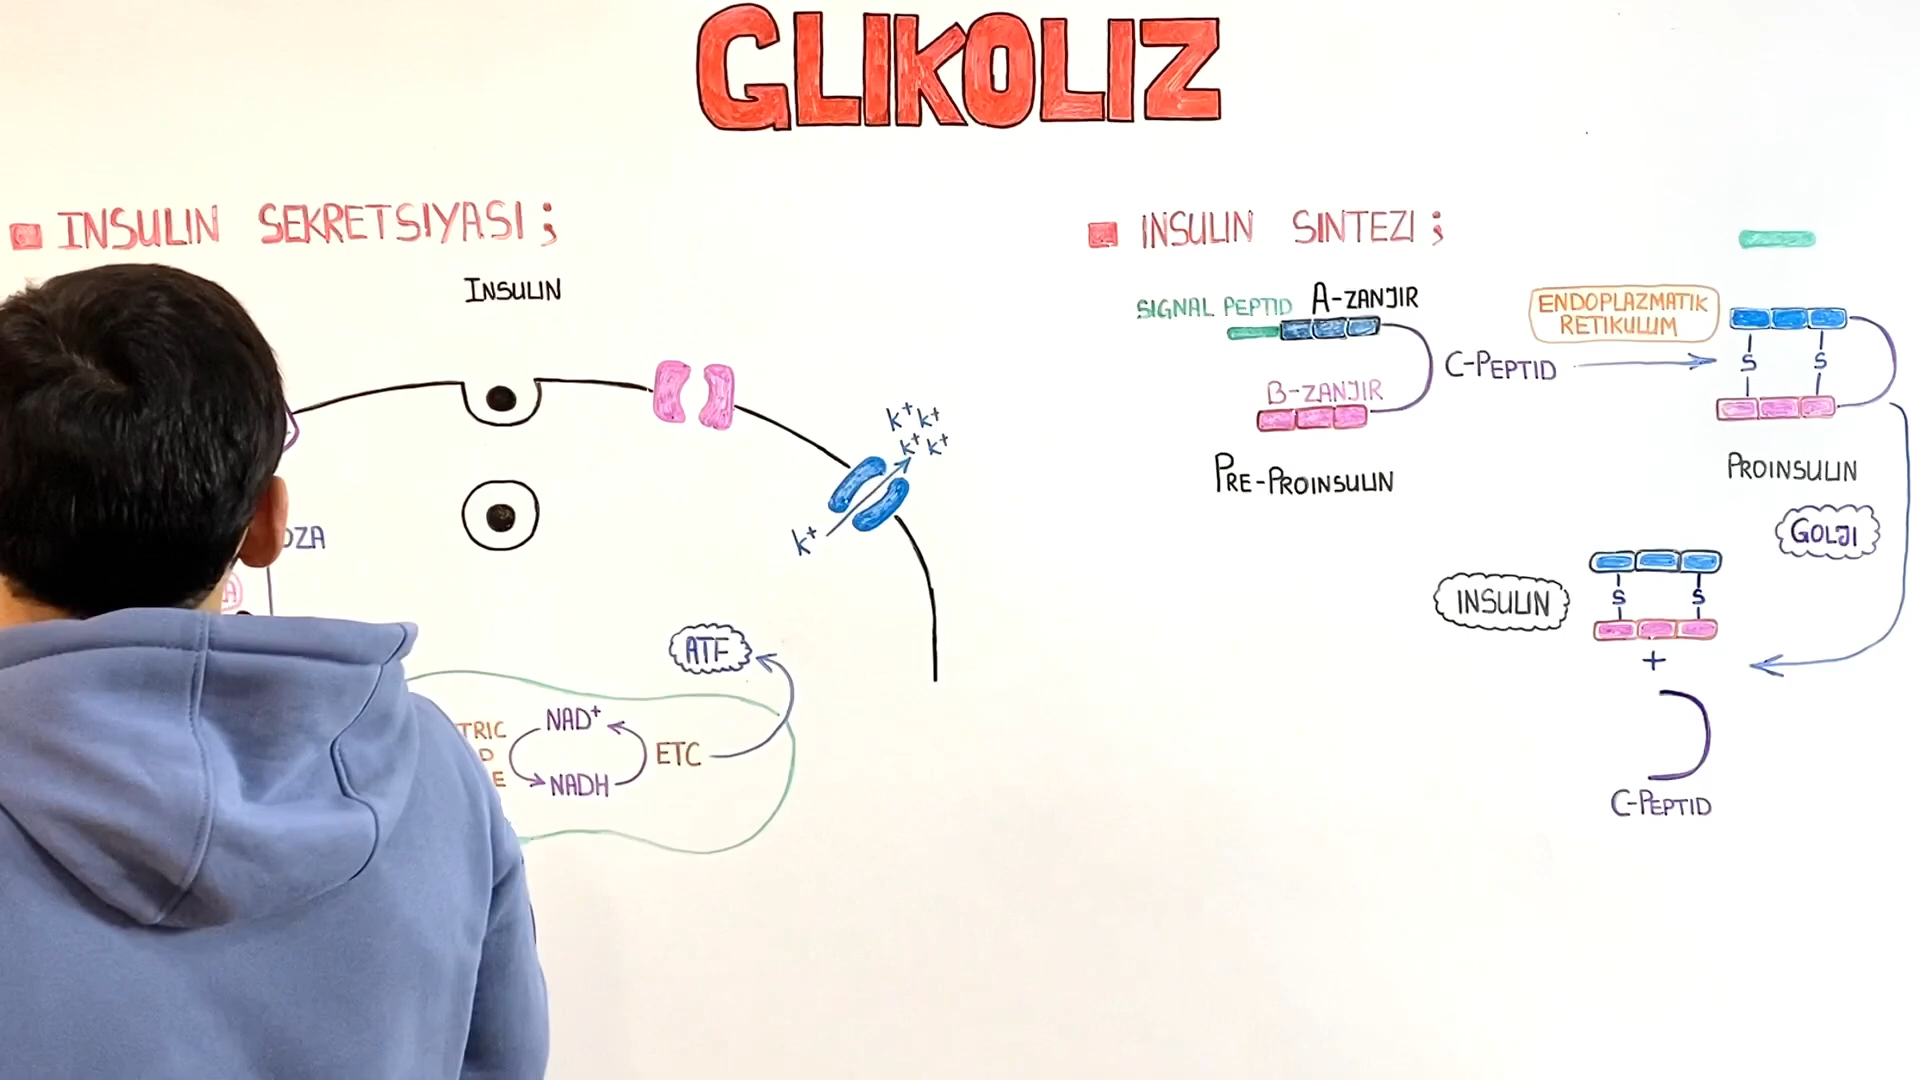 GLIKOLIZ
INSULIN SEKRETSIYASI;
INSULIN
K+ K+
K+ K+
K+
ATF
NAD+
NADH
ETC
INSULIN SINTEZI;
SIGNAL PEPTID
A-ZANJIR
B-ZANJIR
C-PEPTID
PRE-PROINSULIN
ENDOPLAZMATIK
RETIKULUM
S S
PROINSULIN
GOLJI
INSULIN
S S
+
C-PEPTID